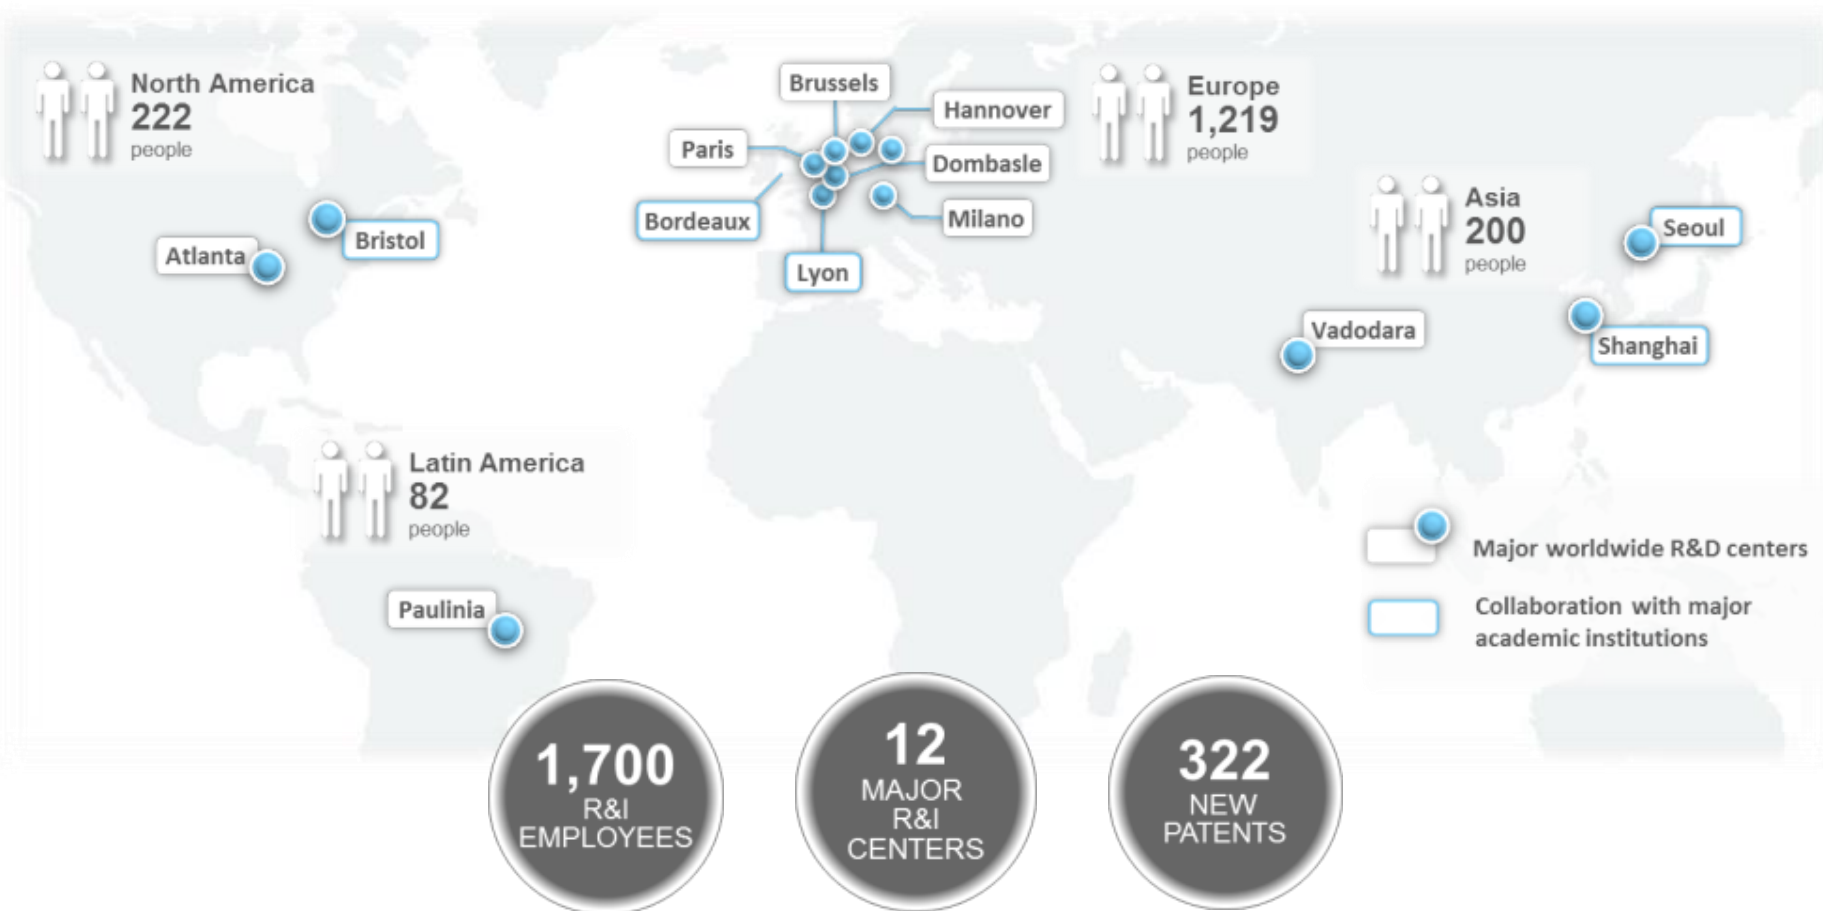 North America
222
people
Brussels
Hannover
Paris
Dombasle
Bordeaux
Milano
Lyon
Europe
1,219
people
Asia
200
people
Seoul
Atlanta
Bristol
Vadodara
Shanghai
Latin America
82
people
Paulinia
Major worldwide R&D centers
Collaboration with major
academic institutions
1,700
R&I
EMPLOYEES
12
MAJOR
R&I
CENTERS
322
NEW
PATENTS